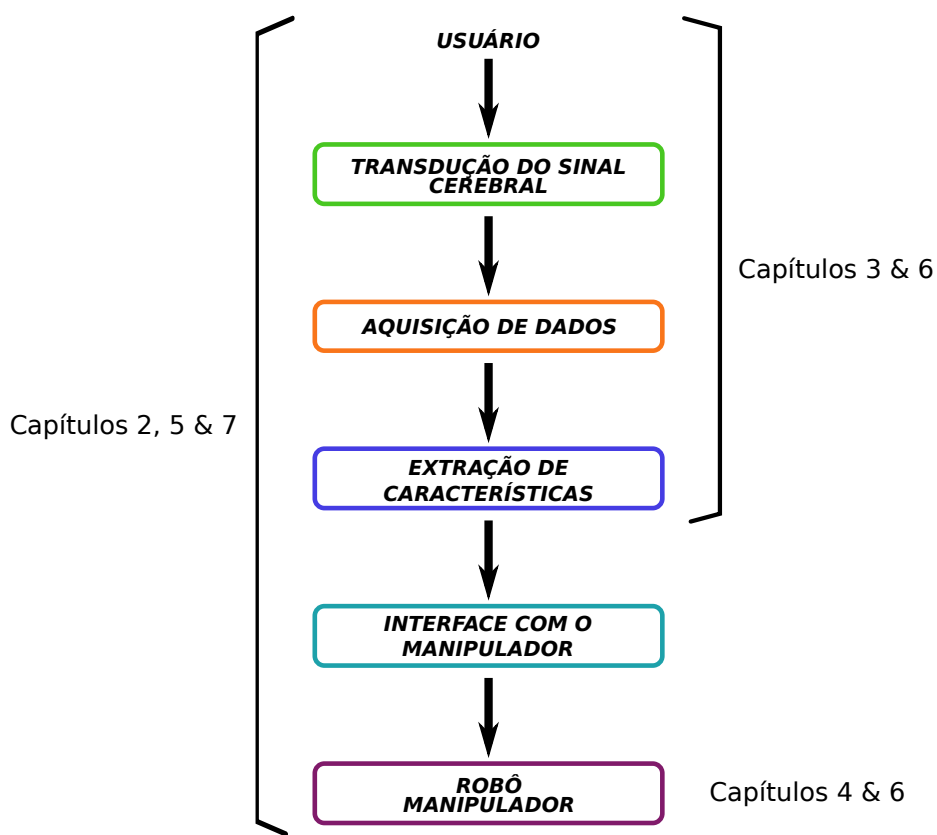 USUÁRIO
TRANSDUÇÃO DO SINAL
CEREBRAL
Capítulos 3 & 6
AQUISIÇÃO DE DADOS
Capítulos 2, 5 & 7
EXTRAÇÃO DE
CARACTERÍSTICAS
INTERFACE COM O
MANIPULADOR
ROBÔ
MANIPULADOR
Capítulos 4 & 6